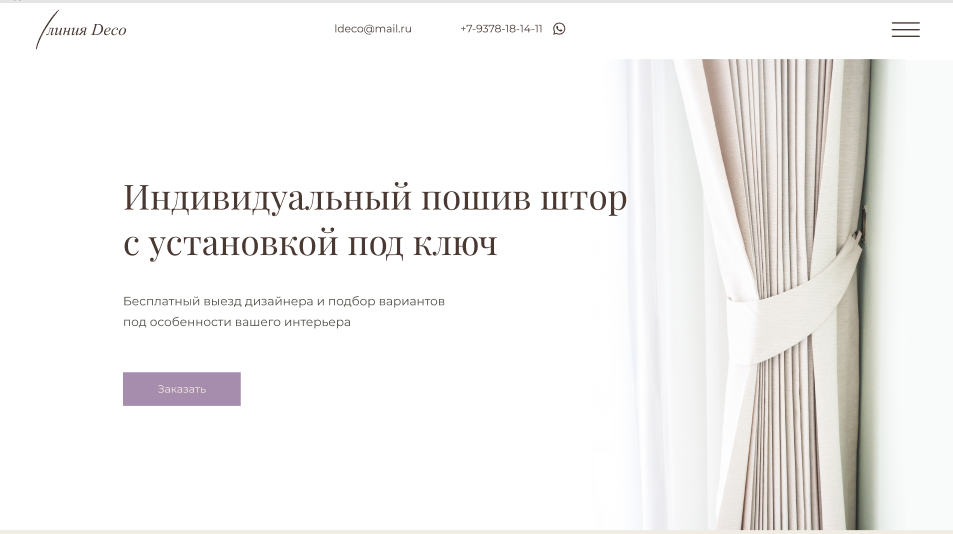 линия Deco
ldeco@mail.ru
+7-9378-18-14-11
Индивидуальный пошив штор
с установкой под ключ
Бесплатный выезд дизайнера и подбор вариантов
под особенности вашего интерьера
Заказать